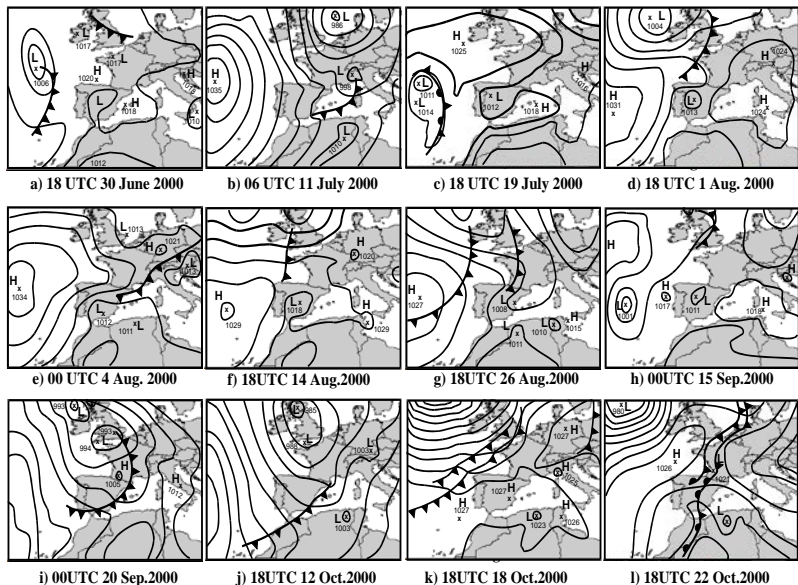 L
1006
L
1017
L
1017
H
1020
H
1018
L
1010
1012
a) 18 UTC 30 June 2000
L
986
H
1035
L
998
L
1010
b) 06 UTC 11 July 2000
H
1025
L
1011
L
1014
L
1012
H
1018
H
1016
c) 18 UTC 19 July 2000
L
1004
H
1024
H
1031
L
1013
H
1024
d) 18 UTC 1 Aug. 2000
L
1013
H
1021
H
1034
L
1013
L
1012
L
1011
e) 00 UTC 4 Aug. 2000
H
1020
H
1029
L
1018
H
1029
f) 18UTC 14 Aug.2000
H
1027
L
1008
L
1011
L
1010
H
1015
g) 18UTC 26 Aug.2000
H
H
L
1001
H
1017
L
1011
H
1018
h) 00UTC 15 Sep.2000
993
L
993
L
994
H
1005
H
1012
i) 00UTC 20 Sep.2000
L
985
L
L
1003
L
1003
j) 18UTC 12 Oct.2000
H
1027
H
1025
H
1027
H
1027
L
1023
H
1026
k) 18UTC 18 Oct.2000
L
980
H
1026
L
1021
L
l) 18UTC 22 Oct.2000